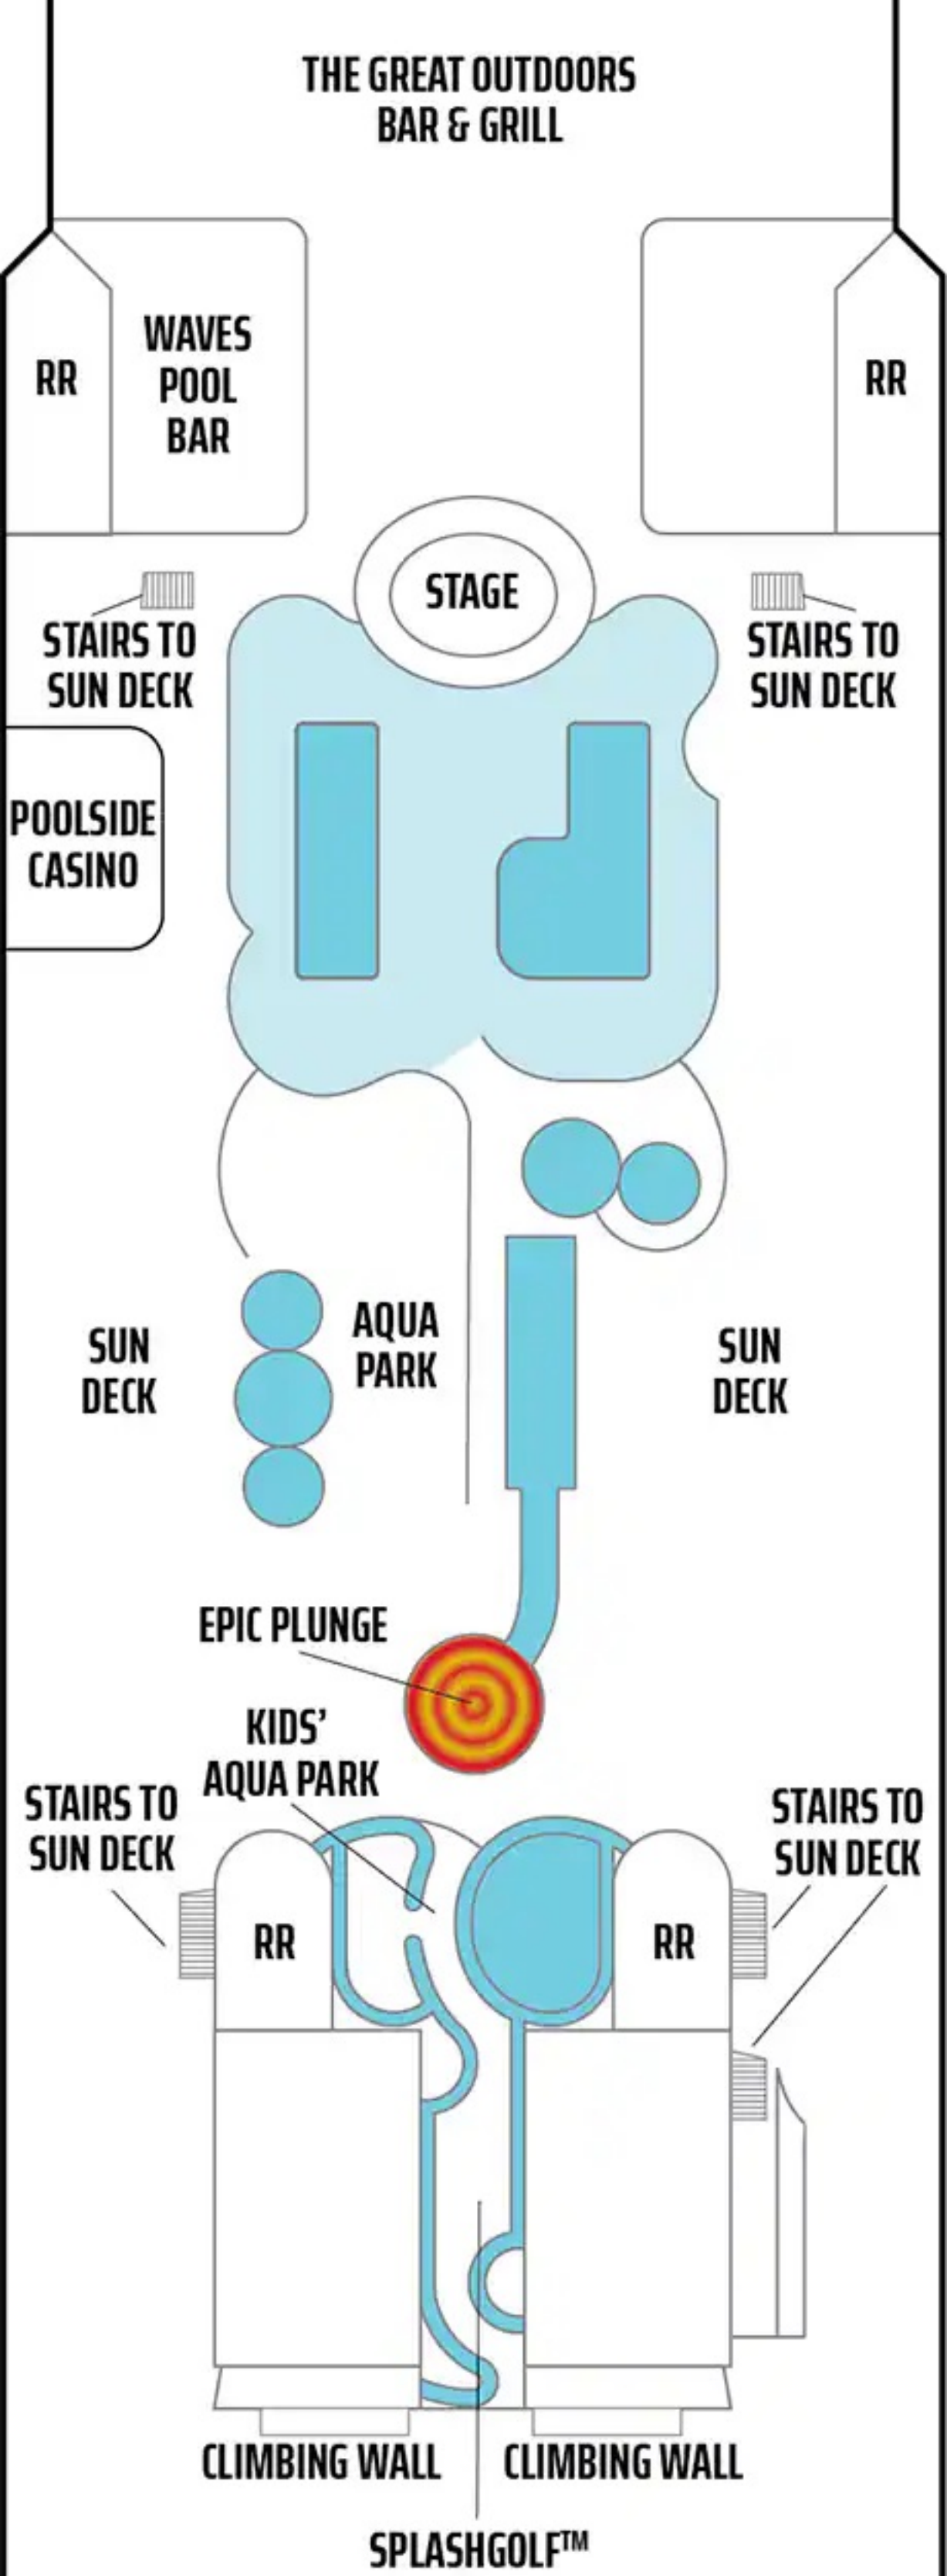 THE GREAT OUTDOORS
BAR & GRILL
WAVES
POOL
BAR
RR
RR
STAGE
STAIRS TO
SUN DECK
STAIRS TO
SUN DECK
POOLSIDE
CASINO
AQUA
PARK
SUN
DECK
SUN
DECK
EPIC PLUNGE
KIDS'
AQUA PARK
STAIRS TO
SUN DECK
STAIRS TO
SUN DECK
RR
RR
CLIMBING WALL
CLIMBING WALL
SPLASHGOLF™